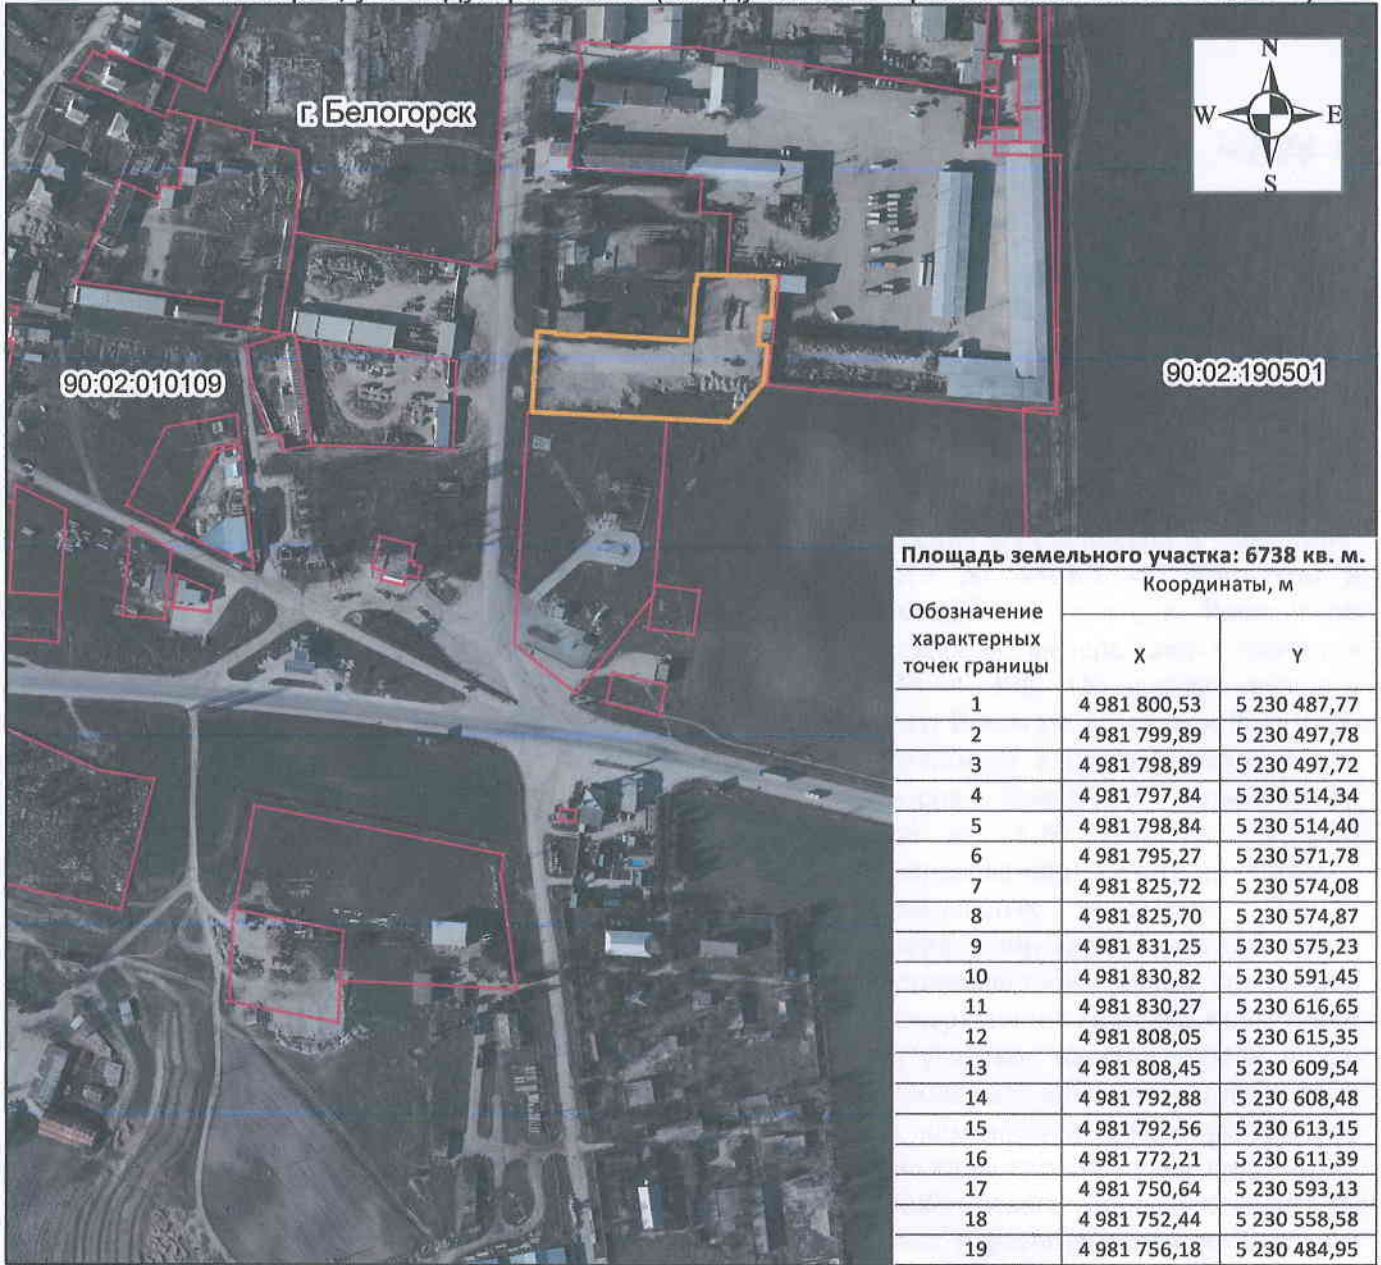 г. Белогорск
N
W E
S
90:02:010109
90:02:190501
Площадь земельного участка: 6738 кв. м.
Обозначение характерных точек границы
Координаты, м
X Y
1 4 981 800,53 5 230 487,77
2 4 981 799,89 5 230 497,78
3 4 981 798,89 5 230 497,72
4 4 981 797,84 5 230 514,34
5 4 981 798,84 5 230 514,40
6 4 981 795,27 5 230 571,78
7 4 981 825,72 5 230 574,08
8 4 981 825,70 5 230 574,87
9 4 981 831,25 5 230 575,23
10 4 981 830,82 5 230 591,45
11 4 981 830,27 5 230 616,65
12 4 981 808,05 5 230 615,35
13 4 981 808,45 5 230 609,54
14 4 981 792,88 5 230 608,48
15 4 981 792,56 5 230 613,15
16 4 981 772,21 5 230 611,39
17 4 981 750,64 5 230 593,13
18 4 981 752,44 5 230 558,58
19 4 981 756,18 5 230 484,95